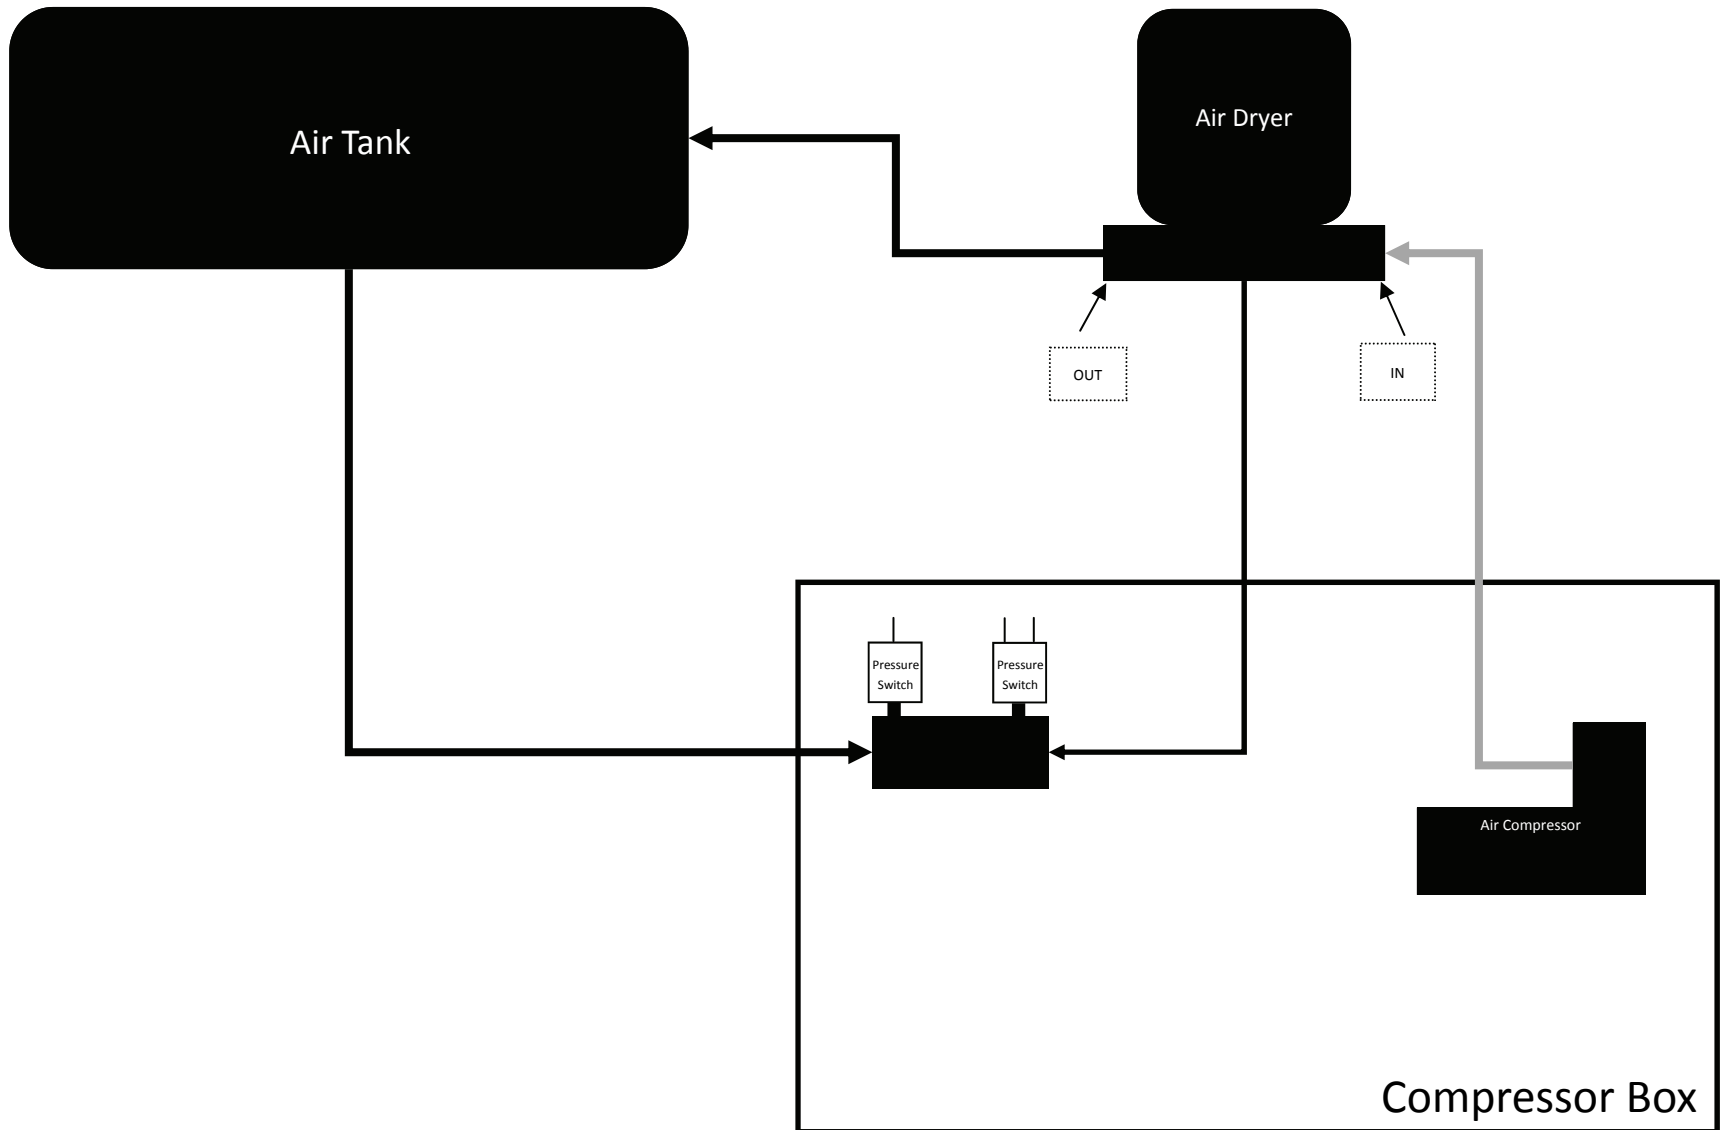 Air Tank
Air Dryer
OUT
IN
Pressure
Switch
Pressure
Switch
Air Compressor
Compressor Box